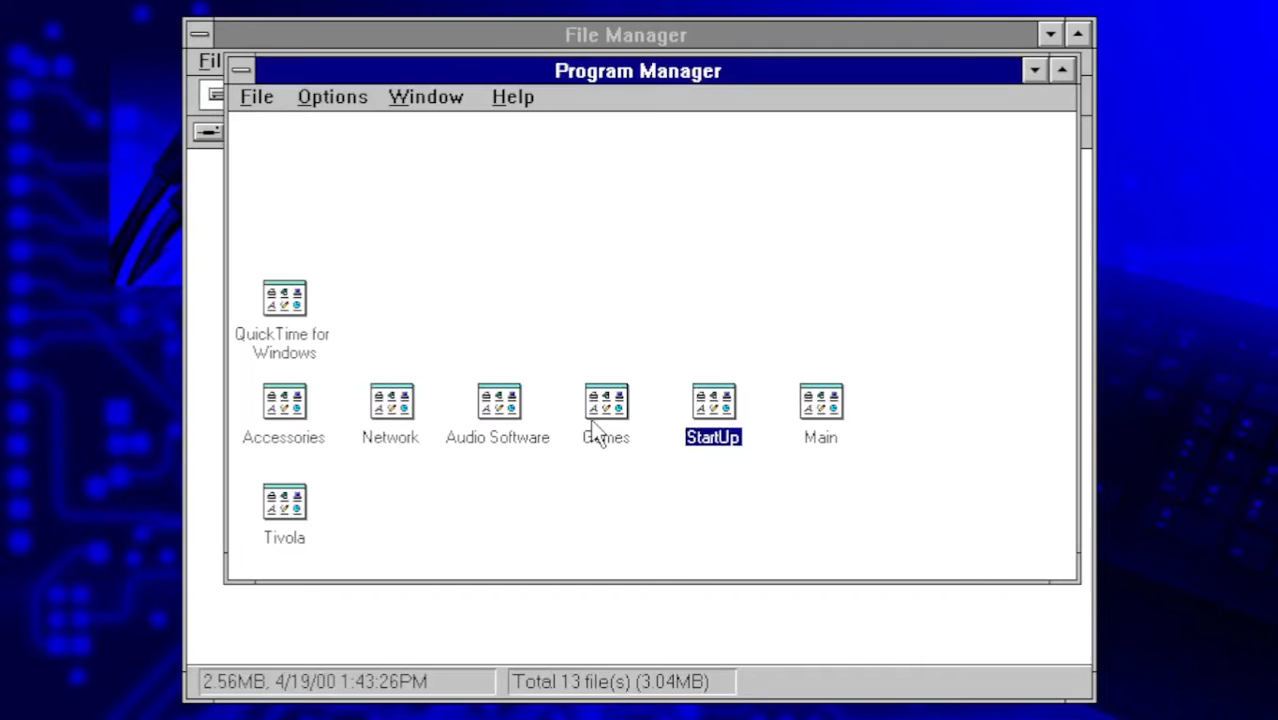 File Manager
Fil
Program Manager
File Options Window Help
QuickTime for
Windows
Accessories Network Audio Software Games StartUp Main
Tivola
2.56MB, 4/19/00 1:43:26PM Total 13 file(s) (3.04MB)